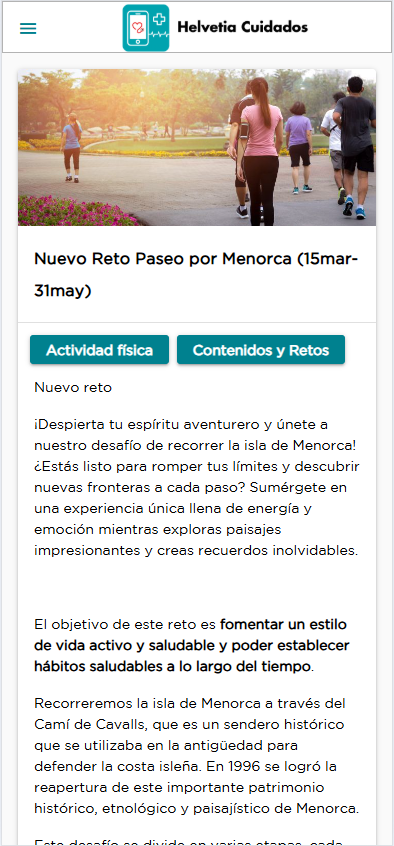 Helvetia Cuidados
Nuevo Reto Paseo por Menorca (15mar-
31may)
Actividad física
Contenidos y Retos
Nuevo reto
¡Despierta tu espíritu aventurero y únete a
nuestro desafío de recorrer la isla de Menorca!
¿Estás listo para romper tus límites y descubrir
nuevas fronteras a cada paso? Sumérgete en
una experiencia única llena de energía y
emoción mientras exploras paisajes
impresionantes y creas recuerdos inolvidables.
El objetivo de este reto es fomentar un estilo
de vida activo y saludable y poder establecer
hábitos saludables a lo largo del tiempo.
Recorreremos la isla de Menorca a través del
Camí de Cavalls, que es un sendero histórico
que se utilizaba en la antigüedad para
defender la costa isleña. En 1996 se logró la
reapertura de este importante patrimonio
histórico, etnológico y paisajístico de Menorca.
Este desafío se divide en varias etapas, cada